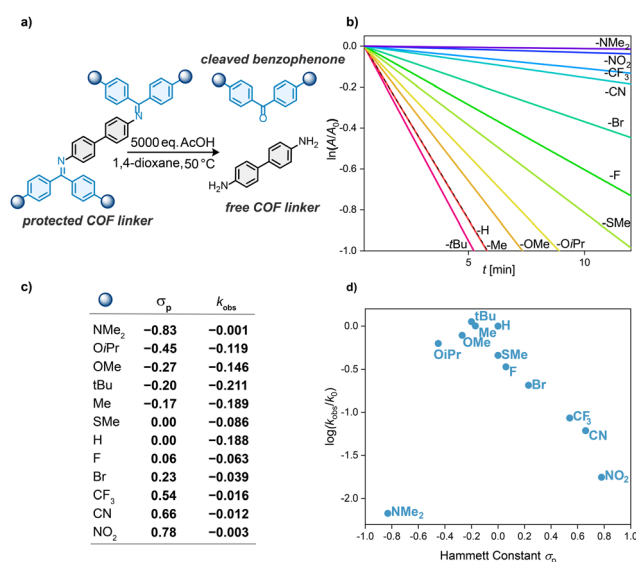 a)
cleaved benzophenone
N
N
O
5000 eq. AcOH
1,4-dioxane, 50 °C
NH₂
H₂N
protected COF linker
free COF linker
b)
ln(A/A₀)
0.0
-0.2
-0.4
-0.6
-0.8
-1.0
-NMe₂
-NO₂
-CF₃
-CN
-Br
-F
-SMe
-H
-tBu
-Me
-OMe
-OiPr
5
10
t [min]
c)
σp kobs
NMe₂ −0.83 −0.001
OiPr −0.45 −0.119
OMe −0.27 −0.146
tBu −0.20 −0.211
Me −0.17 −0.189
SMe 0.00 −0.086
H 0.00 −0.188
F 0.06 −0.063
Br 0.23 −0.039
CF₃ 0.54 −0.016
CN 0.66 −0.012
NO₂ 0.78 −0.003
d)
log(kobs/k0)
0.0
-0.5
-1.0
-1.5
-2.0
tBu
Me
H
OMe
OiPr
SMe
F
Br
CF₃
CN
NO₂
NMe₂
-1.0 -0.8 -0.6 -0.4 -0.2 0.0 0.2 0.4 0.6 0.8 1.0
Hammett Constant σp